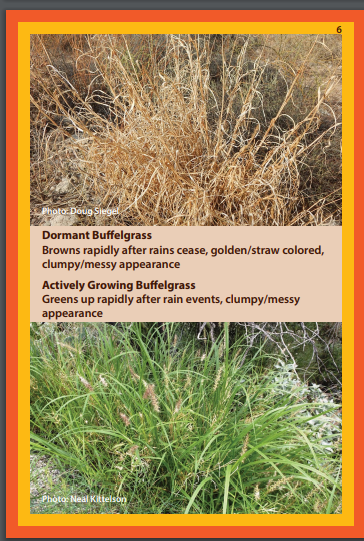 6
Photo: Doug Siegel
Dormant Buffelgrass
Browns rapidly after rains cease, golden/straw colored,
clumpy/messy appearance
Actively Growing Buffelgrass
Greens up rapidly after rain events, clumpy/messy
appearance
Photo: Neal Kittelson